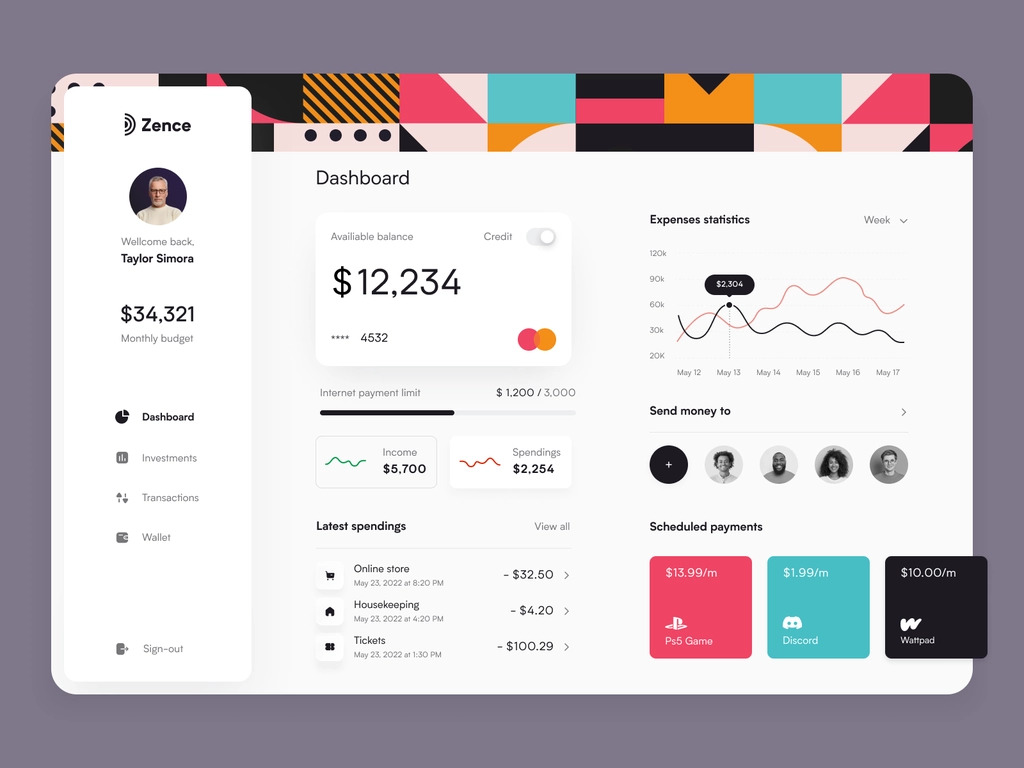 Zence
Wellcome back,
Taylor Simora
$34,321
Monthly budget
Dashboard
Investments
Transactions
Wallet
Sign-out
Dashboard
Availiable balance
Credit
$12,234
**** 4532
Internet payment limit
$ 1,200 / 3,000
Income
$5,700
Spendings
$2,254
Latest spendings
View all
Online store
May 23, 2022 at 8:20 PM
- $32.50
Housekeeping
May 23, 2022 at 4:20 PM
- $4.20
Tickets
May 23, 2022 at 1:30 PM
- $100.29
Expenses statistics
Week
120k
90k
60k
30k
20K
$2,304
May 12 May 13 May 14 May 15 May 16 May 17
Send money to
+
Scheduled payments
$13.99/m
Ps5 Game
$1.99/m
Discord
$10.00/m
Wattpad